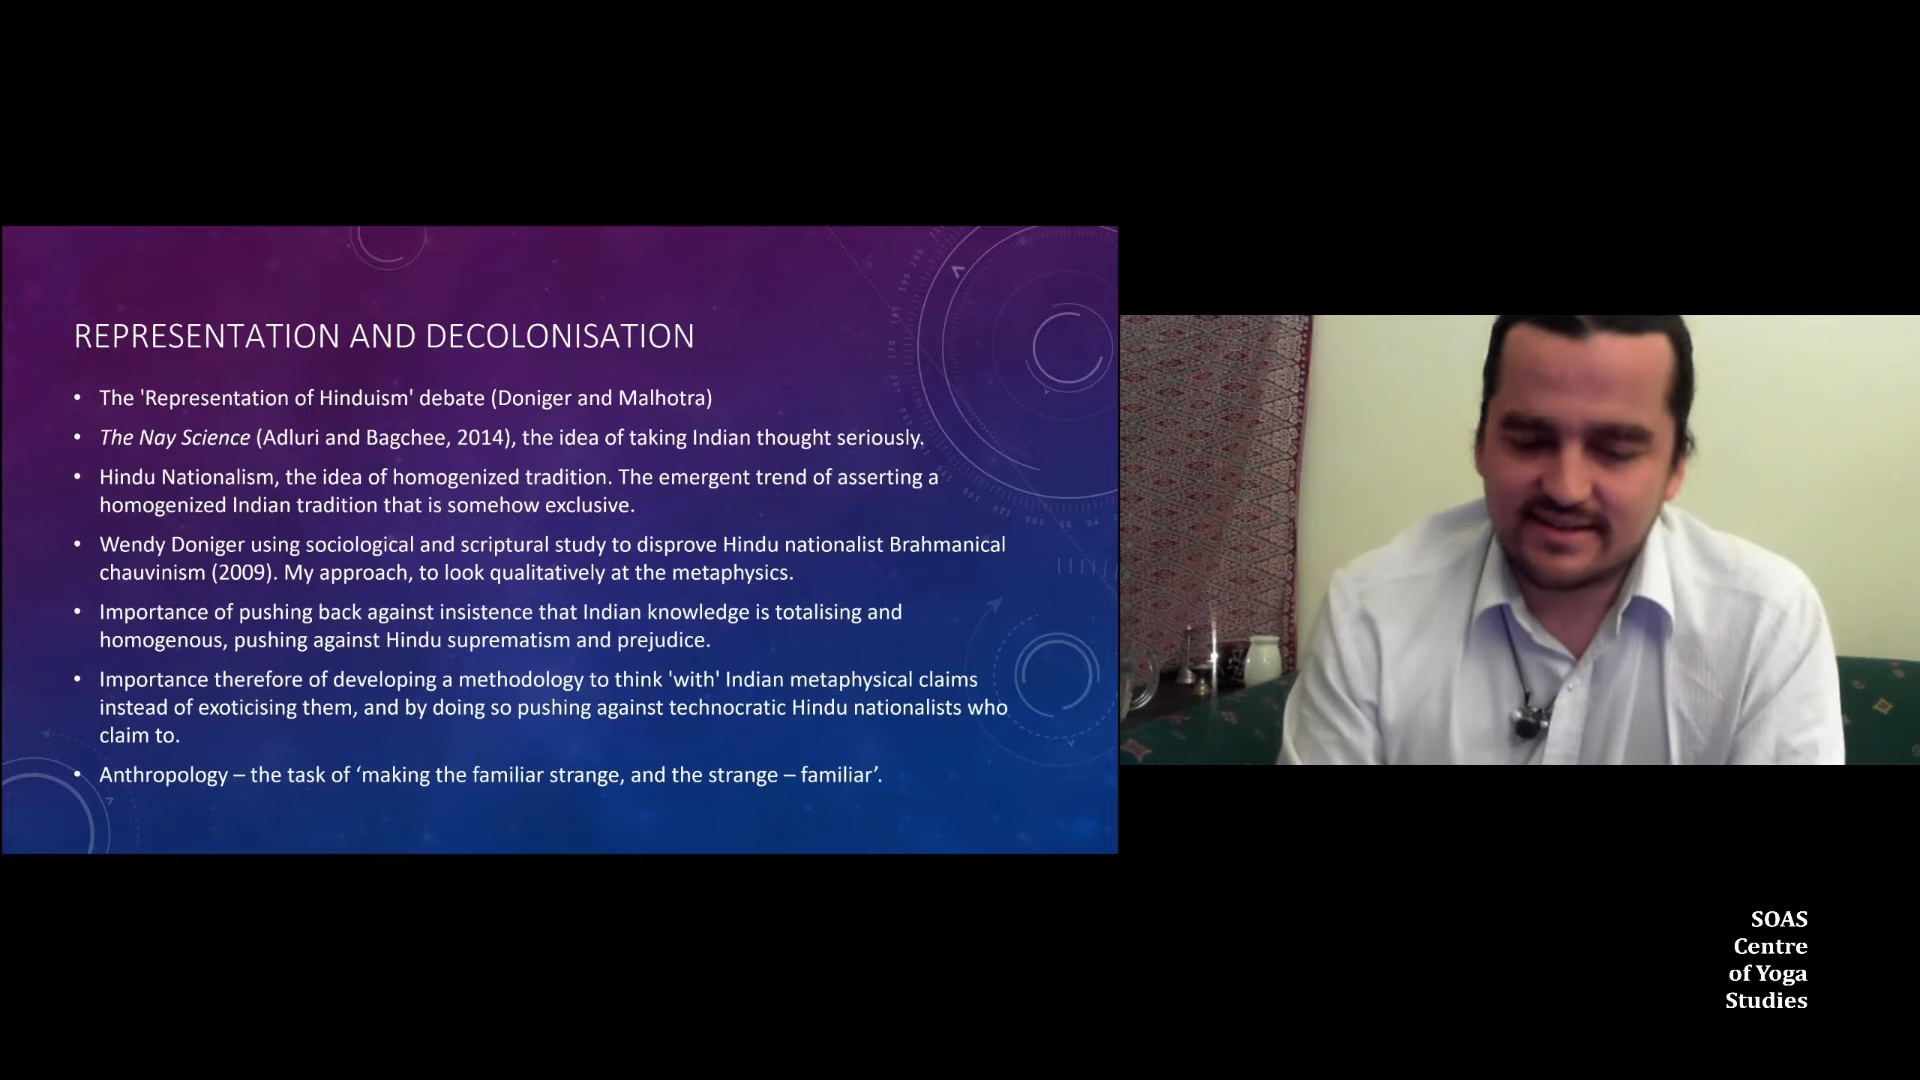 REPRESENTATION AND DECOLONISATION
• The 'Representation of Hinduism' debate (Doniger and Malhotra)
• The Nay Science (Adluri and Bagchee, 2014), the idea of taking Indian thought seriously.
• Hindu Nationalism, the idea of homogenized tradition. The emergent trend of asserting a
homogenized Indian tradition that is somehow exclusive.
• Wendy Doniger using sociological and scriptural study to disprove Hindu nationalist Brahmanical
chauvinism (2009). My approach, to look qualitatively at the metaphysics.
• Importance of pushing back against insistence that Indian knowledge is totalising and
homogenous, pushing against Hindu suprematism and prejudice.
• Importance therefore of developing a methodology to think 'with' Indian metaphysical claims
instead of exoticising them, and by doing so pushing against technocratic Hindu nationalists who
claim to.
• Anthropology – the task of ‘making the familiar strange, and the strange – familiar’.
SOAS
Centre
of Yoga
Studies